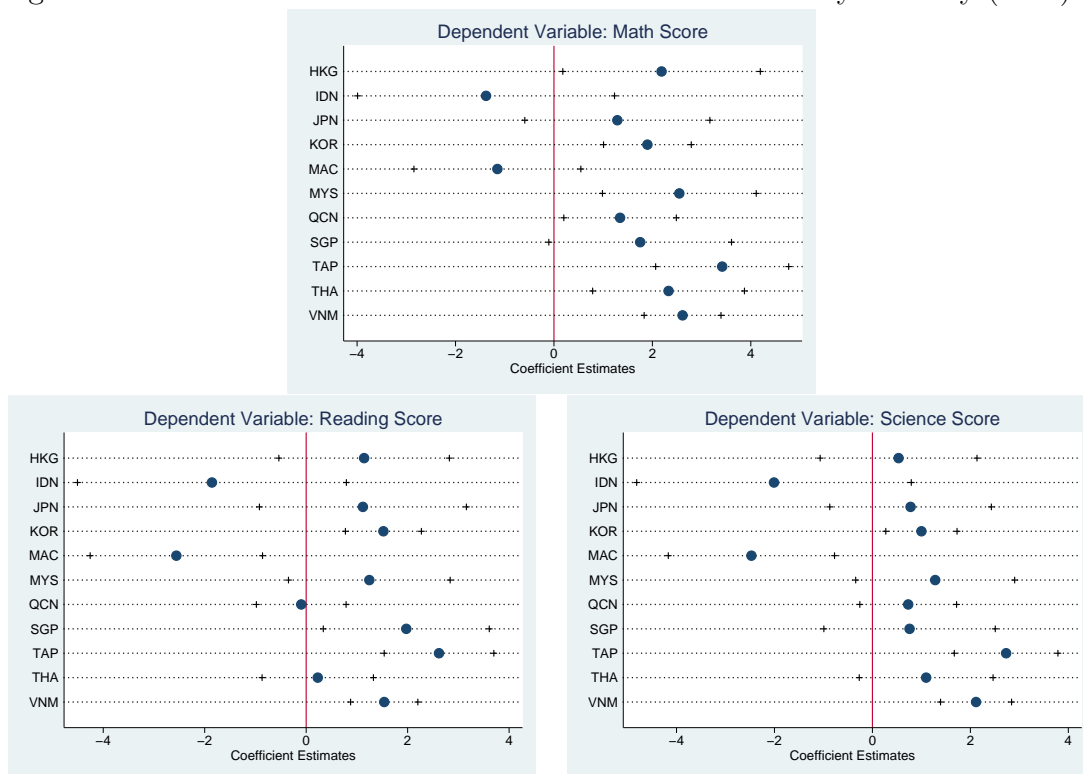 Dependent Variable: Math Score
HKG
IDN
JPN
KOR
MAC
MYS
QCN
SGP
TAP
THA
VNM
−4 −2 0 2 4
Coefficient Estimates
Dependent Variable: Reading Score
HKG
IDN
JPN
KOR
MAC
MYS
QCN
SGP
TAP
THA
VNM
−4 −2 0 2 4
Coefficient Estimates
Dependent Variable: Science Score
HKG
IDN
JPN
KOR
MAC
MYS
QCN
SGP
TAP
THA
VNM
−4 −2 0 2 4
Coefficient Estimates